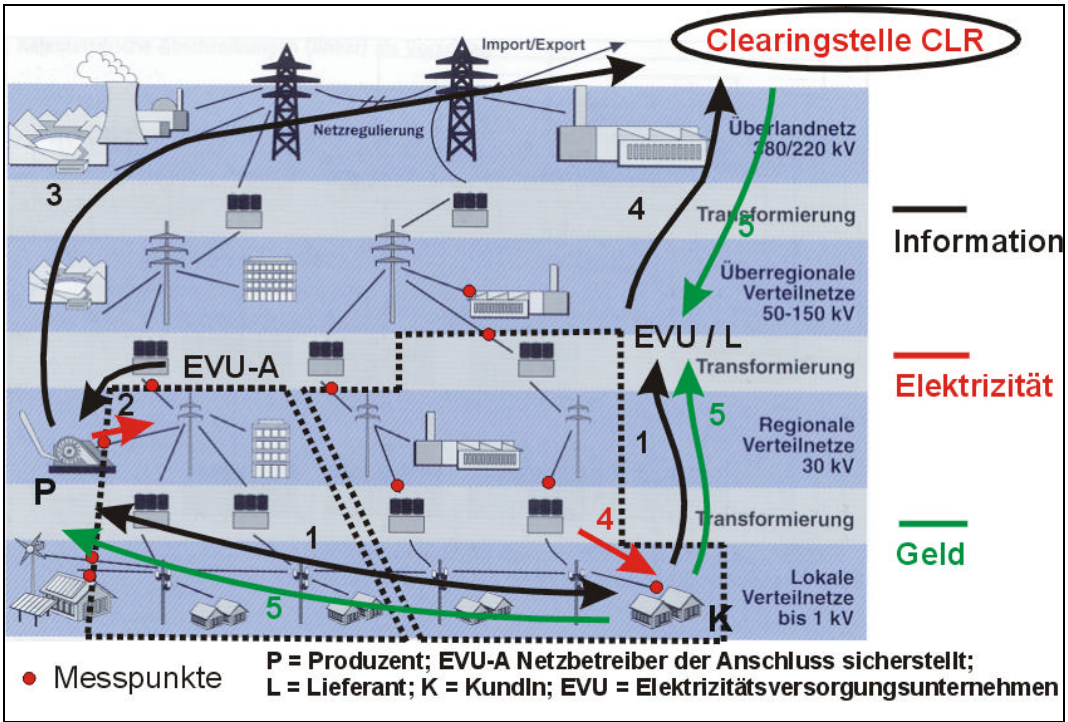 Import/Export
Clearingstelle CLR
Netzregulierung
Überlandnetz
380/220 kV
3
4
Transformierung
5
Information
Überregionale
Verteilnetze
50-150 kV
EVU / L
EVU-A
Transformierung
Elektrizität
2
5
1
Regionale
Verteilnetze
30 kV
P
4
Transformierung
1
Geld
5
Lokale
Verteilnetze
bis 1 kV
K
Messpunkte
P = Produzent; EVU-A Netzbetreiber der Anschluss sicherstellt;
L = Lieferant; K = KundIn; EVU = Elektrizitätsversorgungsunternehmen